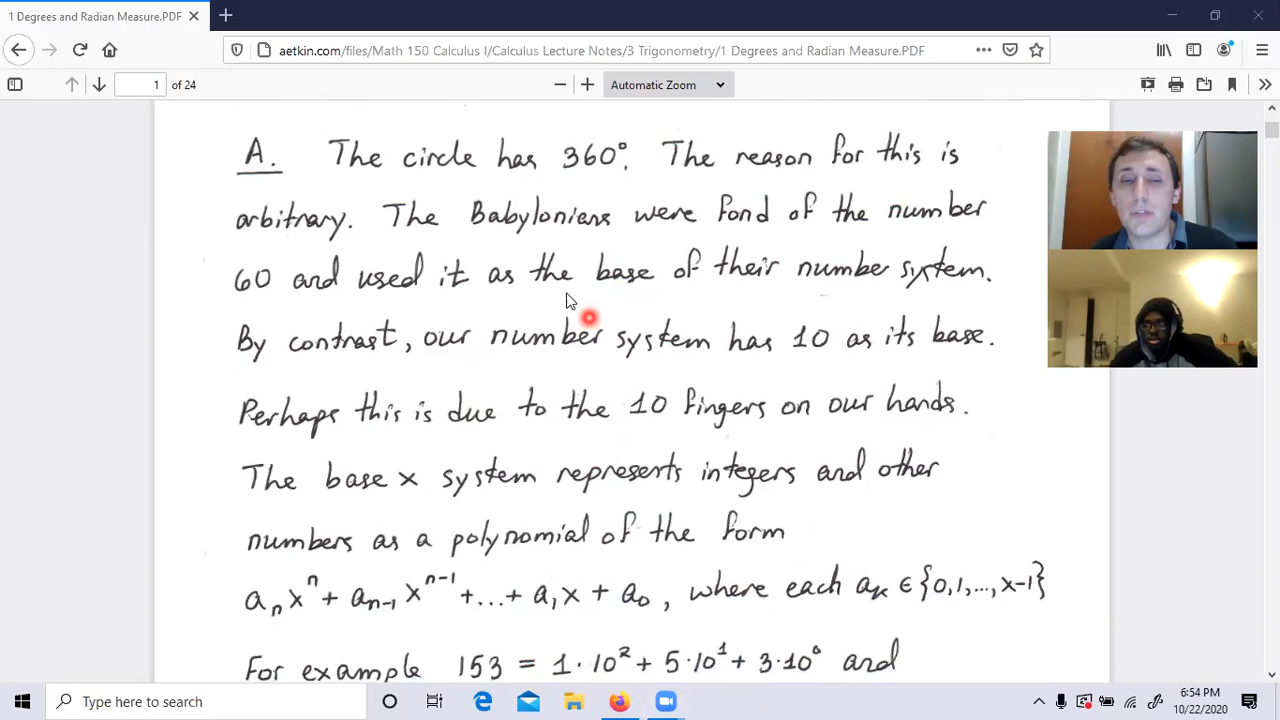 1 Degrees and Radian Measure.PDF
aetkin.com/files/Math 150 Calculus I/Calculus Lecture Notes/3 Trigonometry/1 Degrees and Radian Measure.PDF
1 of 24
Automatic Zoom
A. The circle has 360°. The reason for this is
arbitrary. The Babylonians were fond of the number
60 and used it as the base of their number system.
By contrast, our number system has 10 as its base.
Perhaps this is due to the 10 fingers on our hands.
The base x system represents integers and other
numbers as a polynomial of the form
aₙxⁿ + aₙ₋₁xⁿ⁻¹ + ... + a₁x + a₀, where each aₖ ∈ {0,1,...,x-1}
For example 153 = 1·10² + 5·10¹ + 3·10⁰ and
Type here to search
6:54 PM
10/22/2020